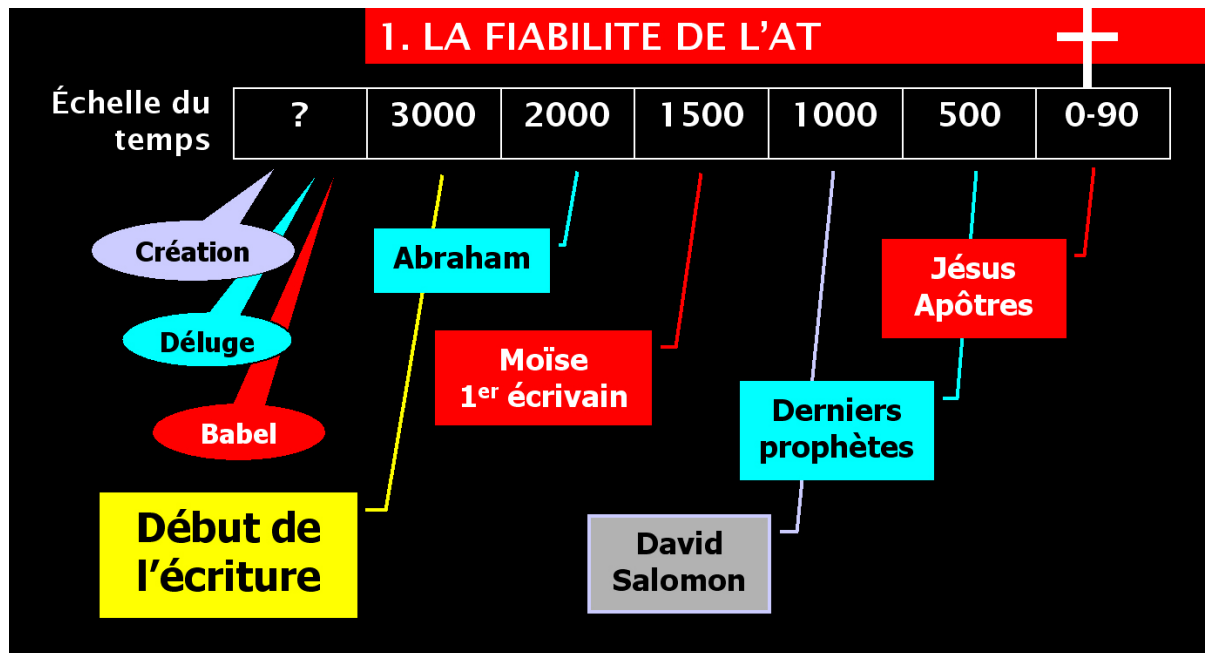 1. LA FIABILITE DE L’AT
Échelle du
temps
? 3000 2000 1500 1000 500 0-90
Création
Déluge
Babel
Début de
l’écriture
Abraham
Moïse
1er écrivain
David
Salomon
Derniers
prophètes
Jésus
Apôtres